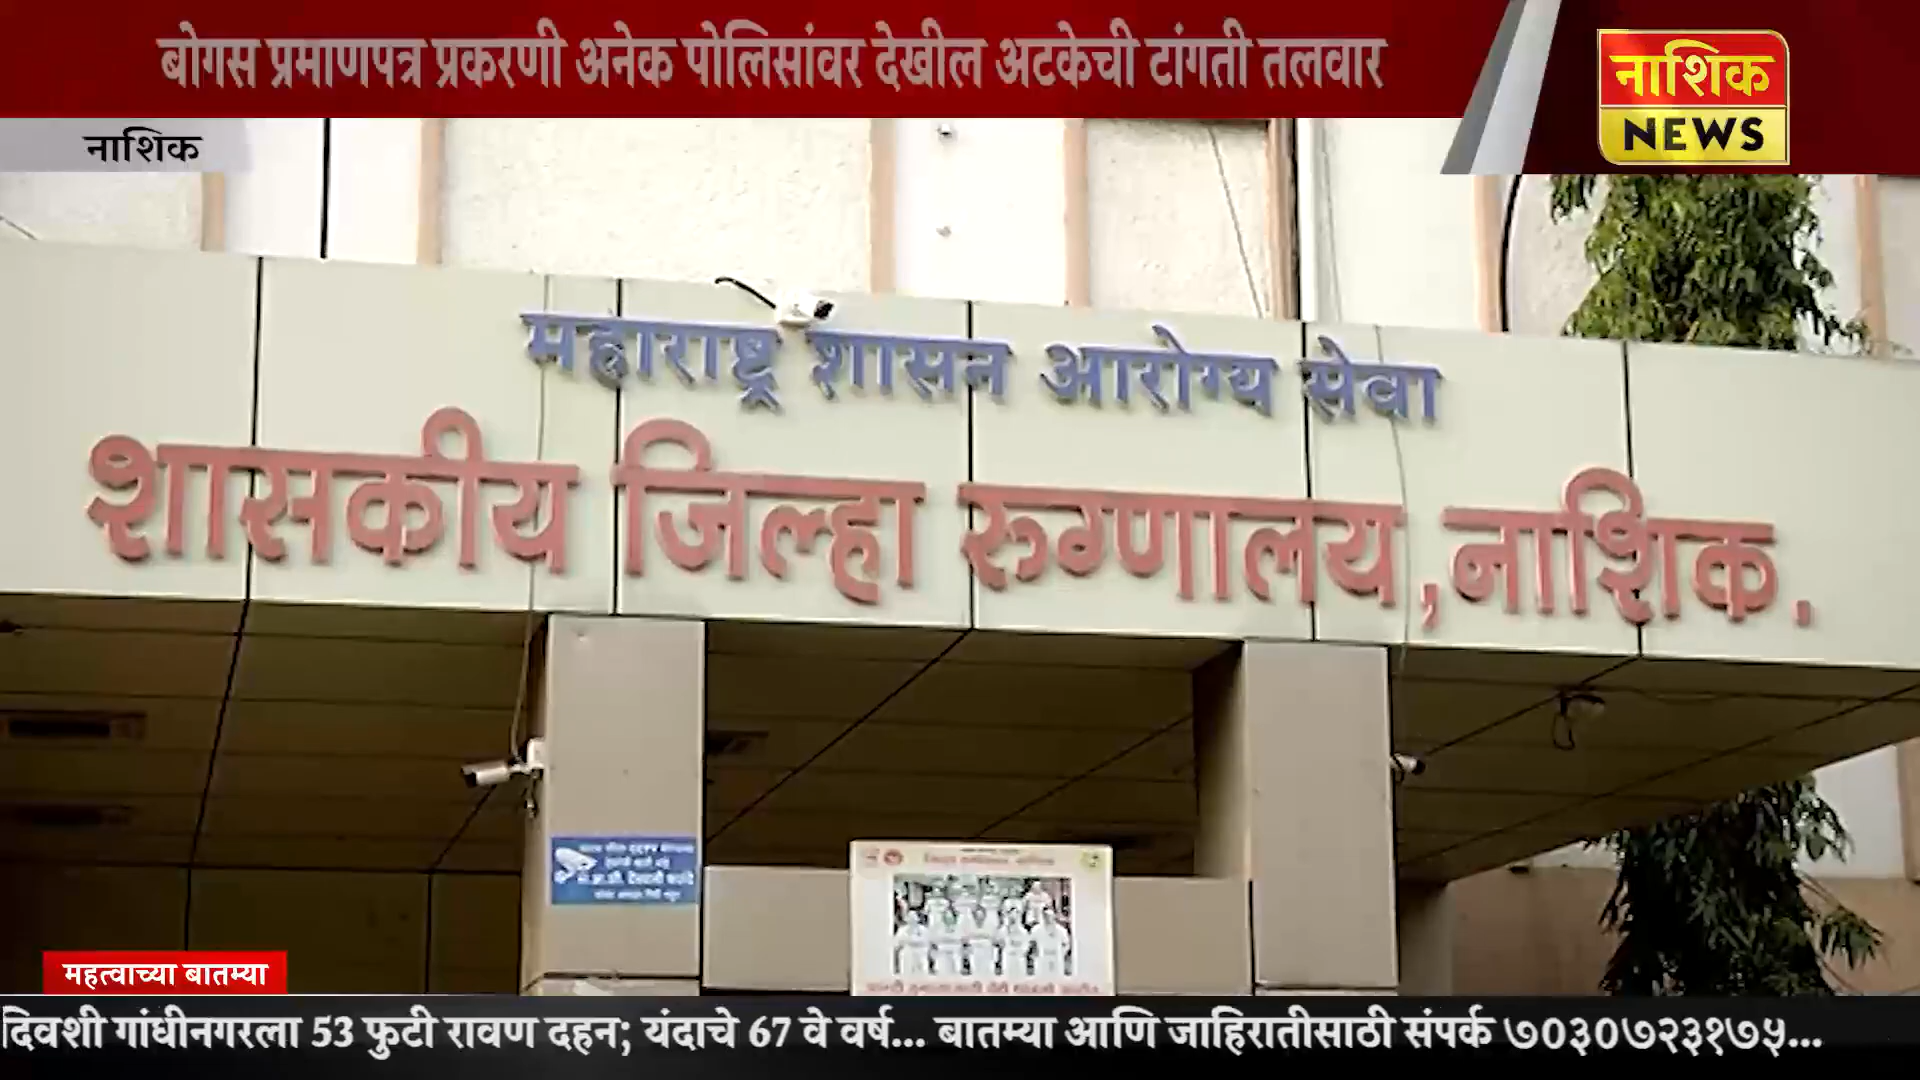 बोगस प्रमाणपत्र प्रकरणी अनेक पोलिसांवर देखील अटकेची टांगती तलवार
नाशिक
NEWS
नाशिक
महाराष्ट्र शासन आरोग्य सेवा
शासकीय जिल्हा रुग्णालय, नाशिक.
महत्वाच्या बातम्या
दिवशी गांधीनगरला 53 फुटी रावण दहन; यंदाचे 67 वे वर्ष... बातम्या आणि जाहिरातीसाठी संपर्क ७०३०७२३१७५...